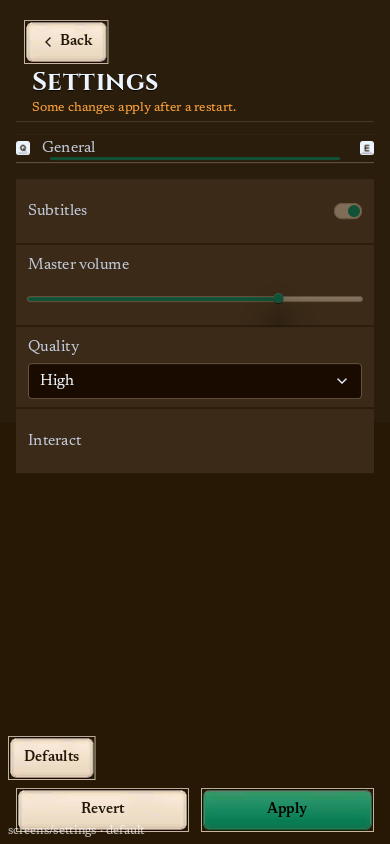 Back
Settings
Some changes apply after a restart.
Q General E
Subtitles
Master volume
Quality
High
Interact
Defaults
Revert Apply
screens/settings · default